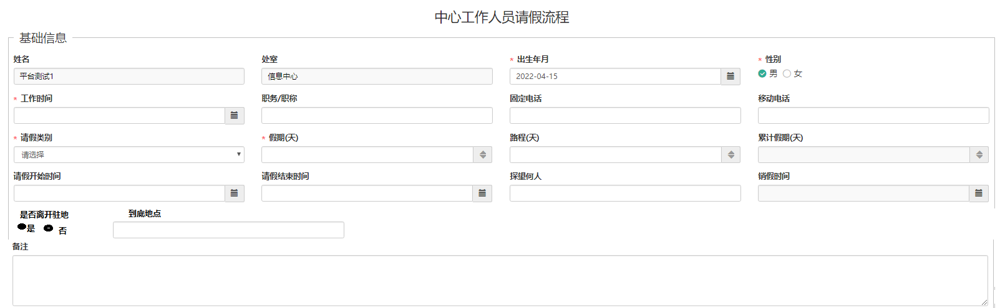 中心工作人员请假流程
基础信息
姓名 处室 * 出生年月 * 性别
平台测试1 信息中心 2022-04-15 男 女
* 工作时间 职务/职称 固定电话 移动电话
* 请假类别 * 假期(天) 路程(天) 累计假期(天)
请选择
请假开始时间 请假结束时间 探望何人 销假时间
是否离开驻地 到底地点
是 否
备注